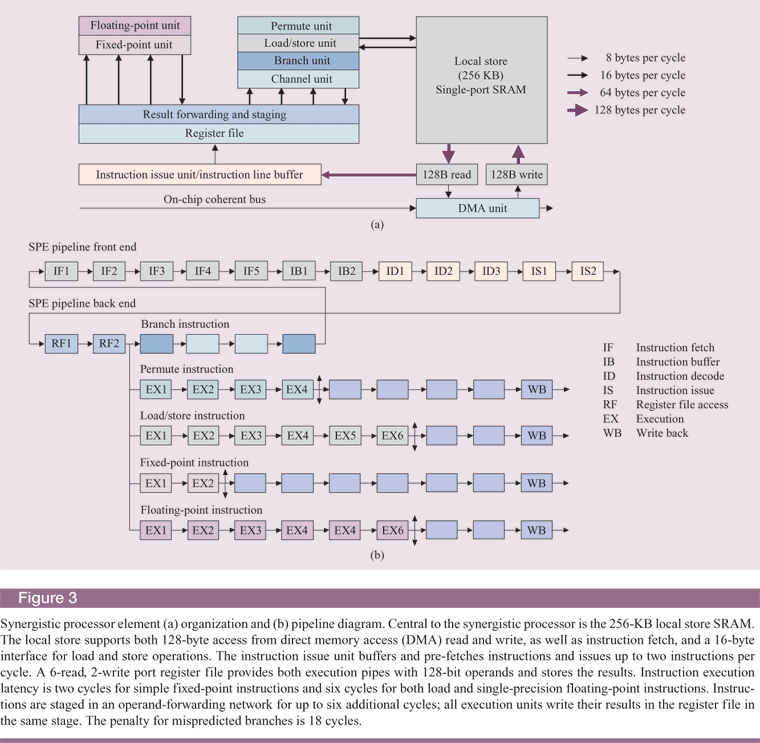 Floating-point unit
Fixed-point unit
Permute unit
Load/store unit
Branch unit
Channel unit
Local store
(256 KB)
Single-port SRAM
8 bytes per cycle
16 bytes per cycle
64 bytes per cycle
128 bytes per cycle
Result forwarding and staging
Register file
Instruction issue unit/instruction line buffer
128B read
128B write
On-chip coherent bus
DMA unit
(a)
SPE pipeline front end
IF1 IF2 IF3 IF4 IF5 IB1 IB2 ID1 ID2 ID3 IS1 IS2
SPE pipeline back end
Branch instruction
RF1 RF2
Permute instruction
EX1 EX2 EX3 EX4 WB
Load/store instruction
EX1 EX2 EX3 EX4 EX5 EX6 WB
Fixed-point instruction
EX1 EX2 WB
Floating-point instruction
EX1 EX2 EX3 EX4 EX4 EX6 WB
(b)
IF Instruction fetch
IB Instruction buffer
ID Instruction decode
IS Instruction issue
RF Register file access
EX Execution
WB Write back
Figure 3
Synergistic processor element (a) organization and (b) pipeline diagram. Central to the synergistic processor is the 256-KB local store SRAM.
The local store supports both 128-byte access from direct memory access (DMA) read and write, as well as instruction fetch, and a 16-byte
interface for load and store operations. The instruction issue unit buffers and pre-fetches instructions and issues up to two instructions per
cycle. A 6-read, 2-write port register file provides both execution pipes with 128-bit operands and stores the results. Instruction execution
latency is two cycles for simple fixed-point instructions and six cycles for both load and single-precision floating-point instructions. Instruc-
tions are staged in an operand-forwarding network for up to six additional cycles; all execution units write their results in the register file in
the same stage. The penalty for mispredicted branches is 18 cycles.